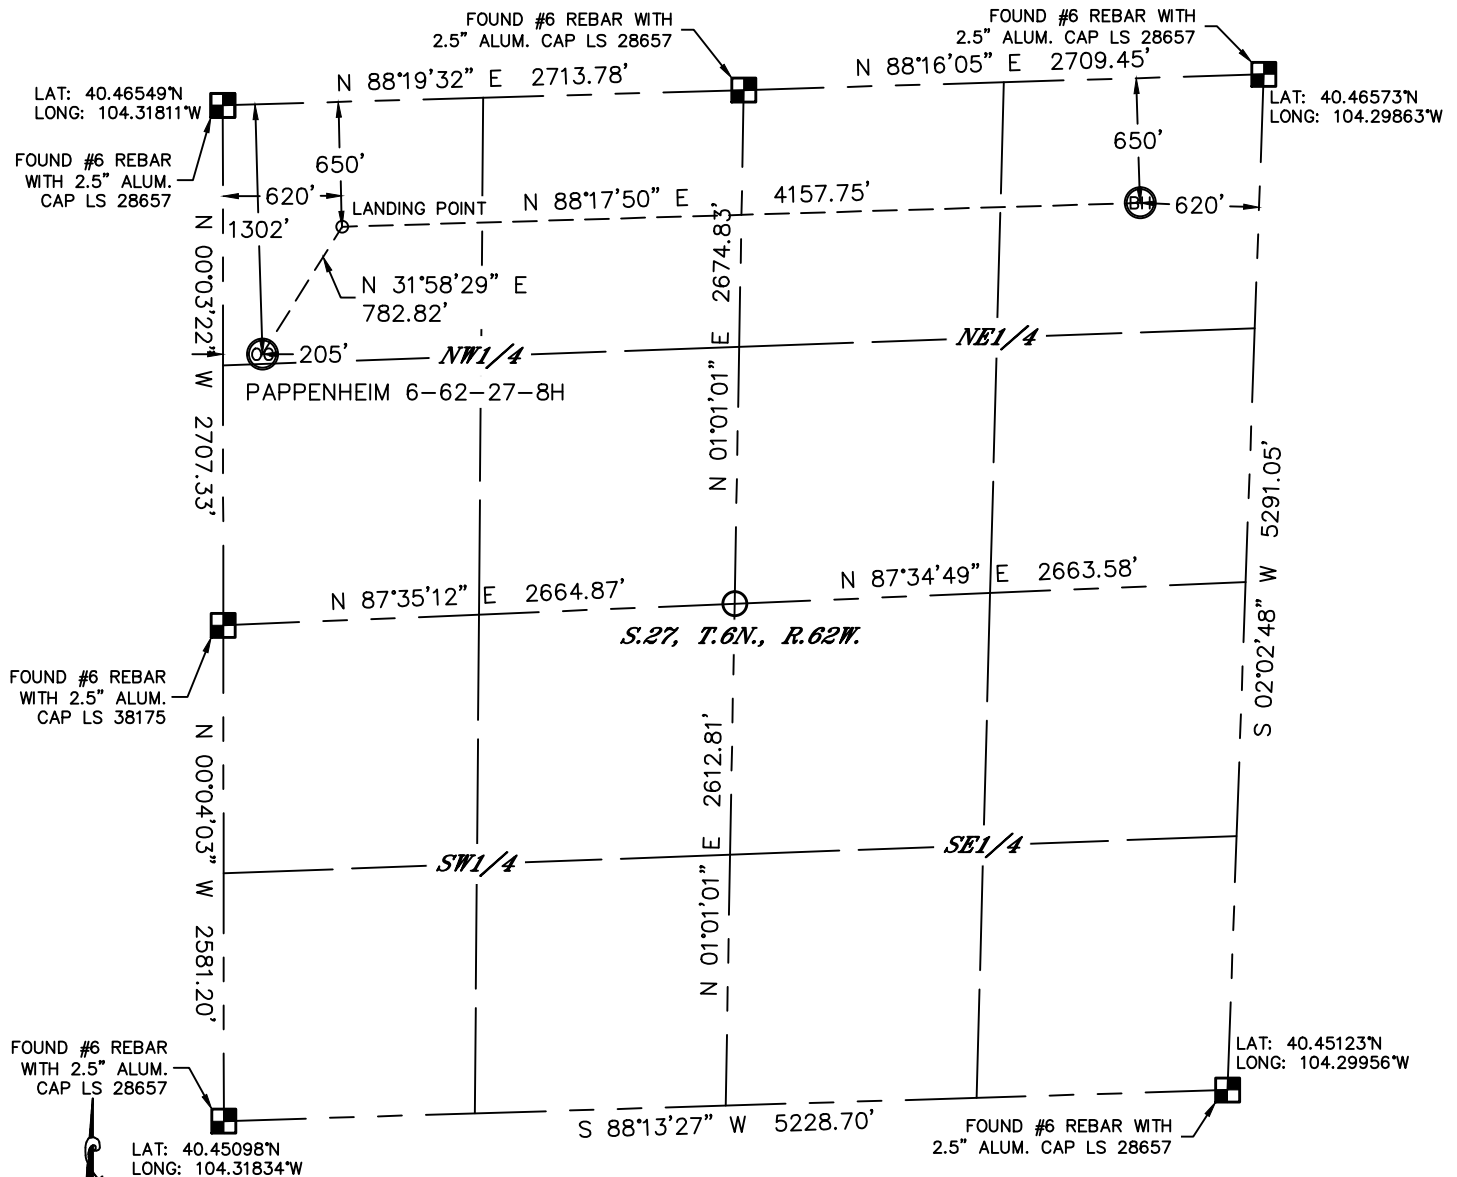 FOUND #6 REBAR WITH
2.5" ALUM. CAP LS 28657
FOUND #6 REBAR WITH
2.5" ALUM. CAP LS 28657
N 88°19'32" E 2713.78'
N 88°16'05" E 2709.45'
LAT: 40.46549°N
LONG: 104.31811°W
LAT: 40.46573°N
LONG: 104.29863°W
FOUND #6 REBAR
WITH 2.5" ALUM.
CAP LS 28657
650'
650'
620'
LANDING POINT
N 88°17'50" E 4157.75'
BH
620'
1302'
N 31°58'29" E
782.82'
N 00°03'22" W 2707.33'
N 01°01'01" E 2674.83'
OG
205'
NW1/4
NE1/4
PAPPENHEIM 6-62-27-8H
S 02°02'48" W 5291.05'
N 87°35'12" E 2664.87'
N 87°34'49" E 2663.58'
S.27, T.6N., R.62W.
FOUND #6 REBAR
WITH 2.5" ALUM.
CAP LS 38175
N 00°04'03" W 2581.20'
N 01°01'01" E 2612.81'
SW1/4
SE1/4
FOUND #6 REBAR
WITH 2.5" ALUM.
CAP LS 28657
LAT: 40.45123°N
LONG: 104.29956°W
S 88°13'27" W 5228.70'
FOUND #6 REBAR WITH
2.5" ALUM. CAP LS 28657
LAT: 40.45098°N
LONG: 104.31834°W